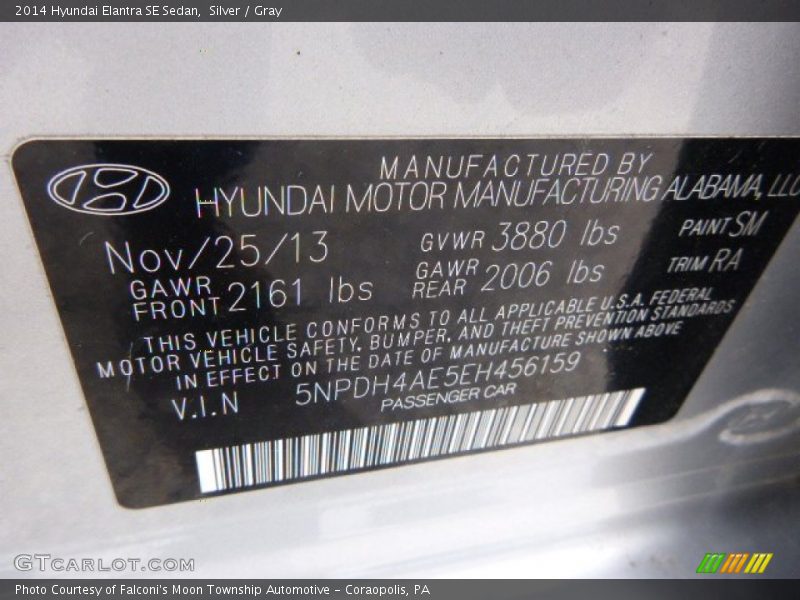 2014 Hyundai Elantra SE Sedan, Silver / Gray
MANUFACTURED BY
HYUNDAI MOTOR MANUFACTURING ALABAMA, LLC
Nov/25/13 GVWR 3880 lbs PAINT SM
GAWR FRONT 2161 lbs GAWR REAR 2006 lbs TRIM RA
THIS VEHICLE CONFORMS TO ALL APPLICABLE U.S.A. FEDERAL
MOTOR VEHICLE SAFETY, BUMPER, AND THEFT PREVENTION STANDARDS
IN EFFECT ON THE DATE OF MANUFACTURE SHOWN ABOVE
V.I.N 5NPDH4AE5EH456159
PASSENGER CAR
GTCARLOT.COM
Photo Courtesy of Falconi's Moon Township Automotive - Coraopolis, PA